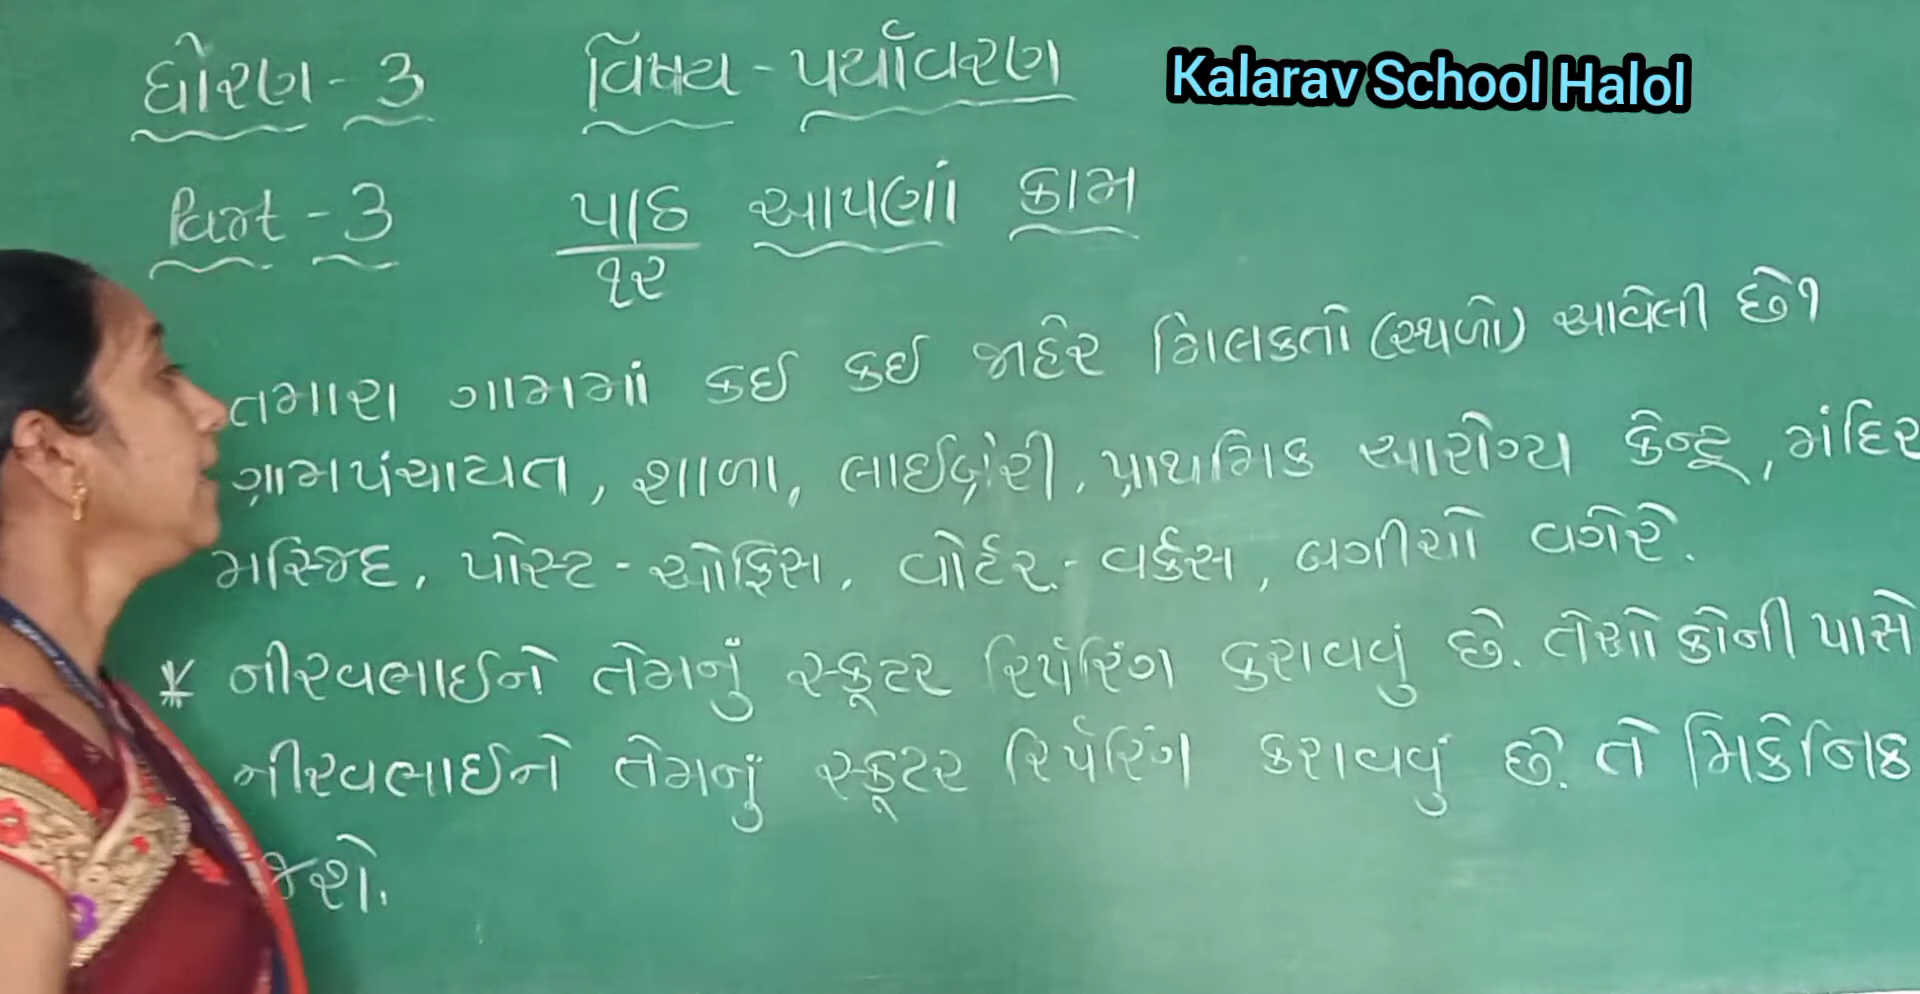 ધોરણ - ૩ વિષય - પર્યાવરણ Kalarav School Halol
વિભાગ - ૩ પાઠ આપણાં કામ
૧૨
તમારા ગામમાં કઈ કઈ જાહેર મિલકતો (સ્થળો) આવેલી છે?
ગ્રામપંચાયત, શાળા, લાઈબ્રેરી, પ્રાથમિક આરોગ્ય કેન્દ્ર, મંદિર
મસ્જિદ, પોસ્ટ - ઓફિસ, વોર્ટર - વર્કસ, બગીચો વગેરે.
* નીરવભાઈને તેમનું સ્કૂટર રિપેરિંગ કરાવવું છે. તેઓ કોની પાસે
નીરવભાઈને તેમનું સ્કૂટર રિપેરિંગ કરાવવું છે. તે મિકેનિક
જશે.